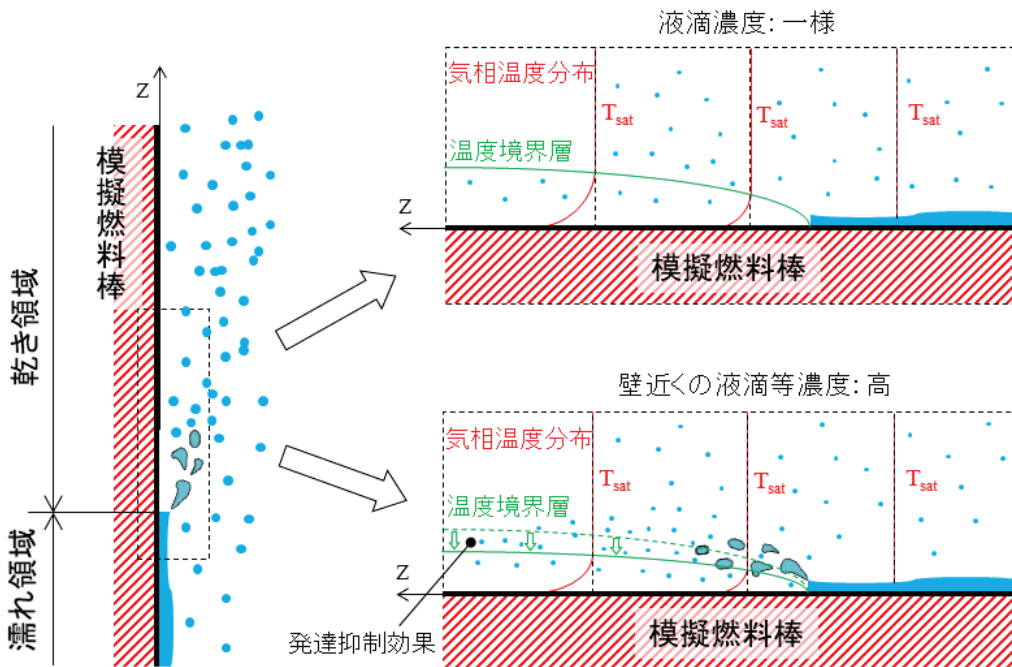 Z
模擬燃料棒
乾き領域
濡れ領域
液滴濃度: 一様
気相温度分布
Tsat
Tsat
Tsat
温度境界層
Z
模擬燃料棒
壁近くの液滴等濃度: 高
気相温度分布
Tsat
Tsat
Tsat
温度境界層
Z
発達抑制効果
模擬燃料棒